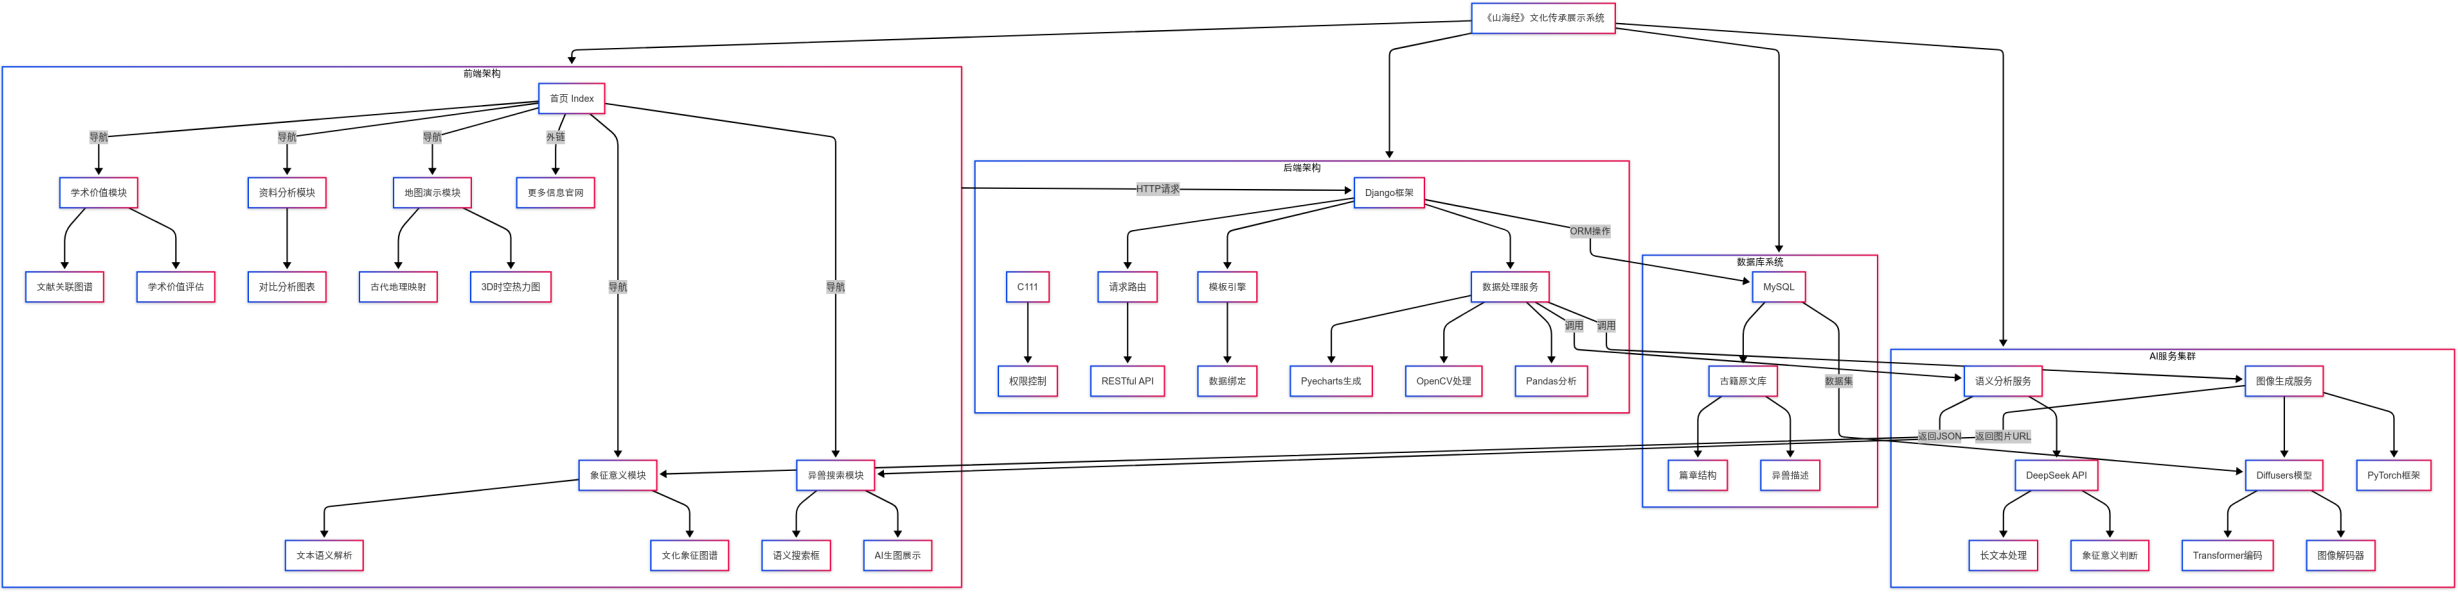 《山海经》文化传承展示系统
前端架构
首页 Index
导航
导航
导航
外链
学术价值模块
资料分析模块
地图演示模块
更多信息官网
文献关联图谱
学术价值评估
对比分析图表
古代地理映射
3D时空热力图
导航
导航
象征意义模块
异兽搜索模块
文本语义解析
文化象征图谱
语义搜索框
AI生图展示
HTTP请求
后端架构
Django框架
ORM操作
C111
请求路由
模板引擎
数据处理服务
调用
调用
权限控制
RESTful API
数据绑定
Pyecharts生成
OpenCV处理
Pandas分析
数据库系统
MySQL
古籍原文库
数据集
篇章结构
异兽描述
AI服务集群
语义分析服务
图像生成服务
返回JSON
返回图片URL
DeepSeek API
Diffusers模型
PyTorch框架
长文本处理
象征意义判断
Transformer编码
图像解码器